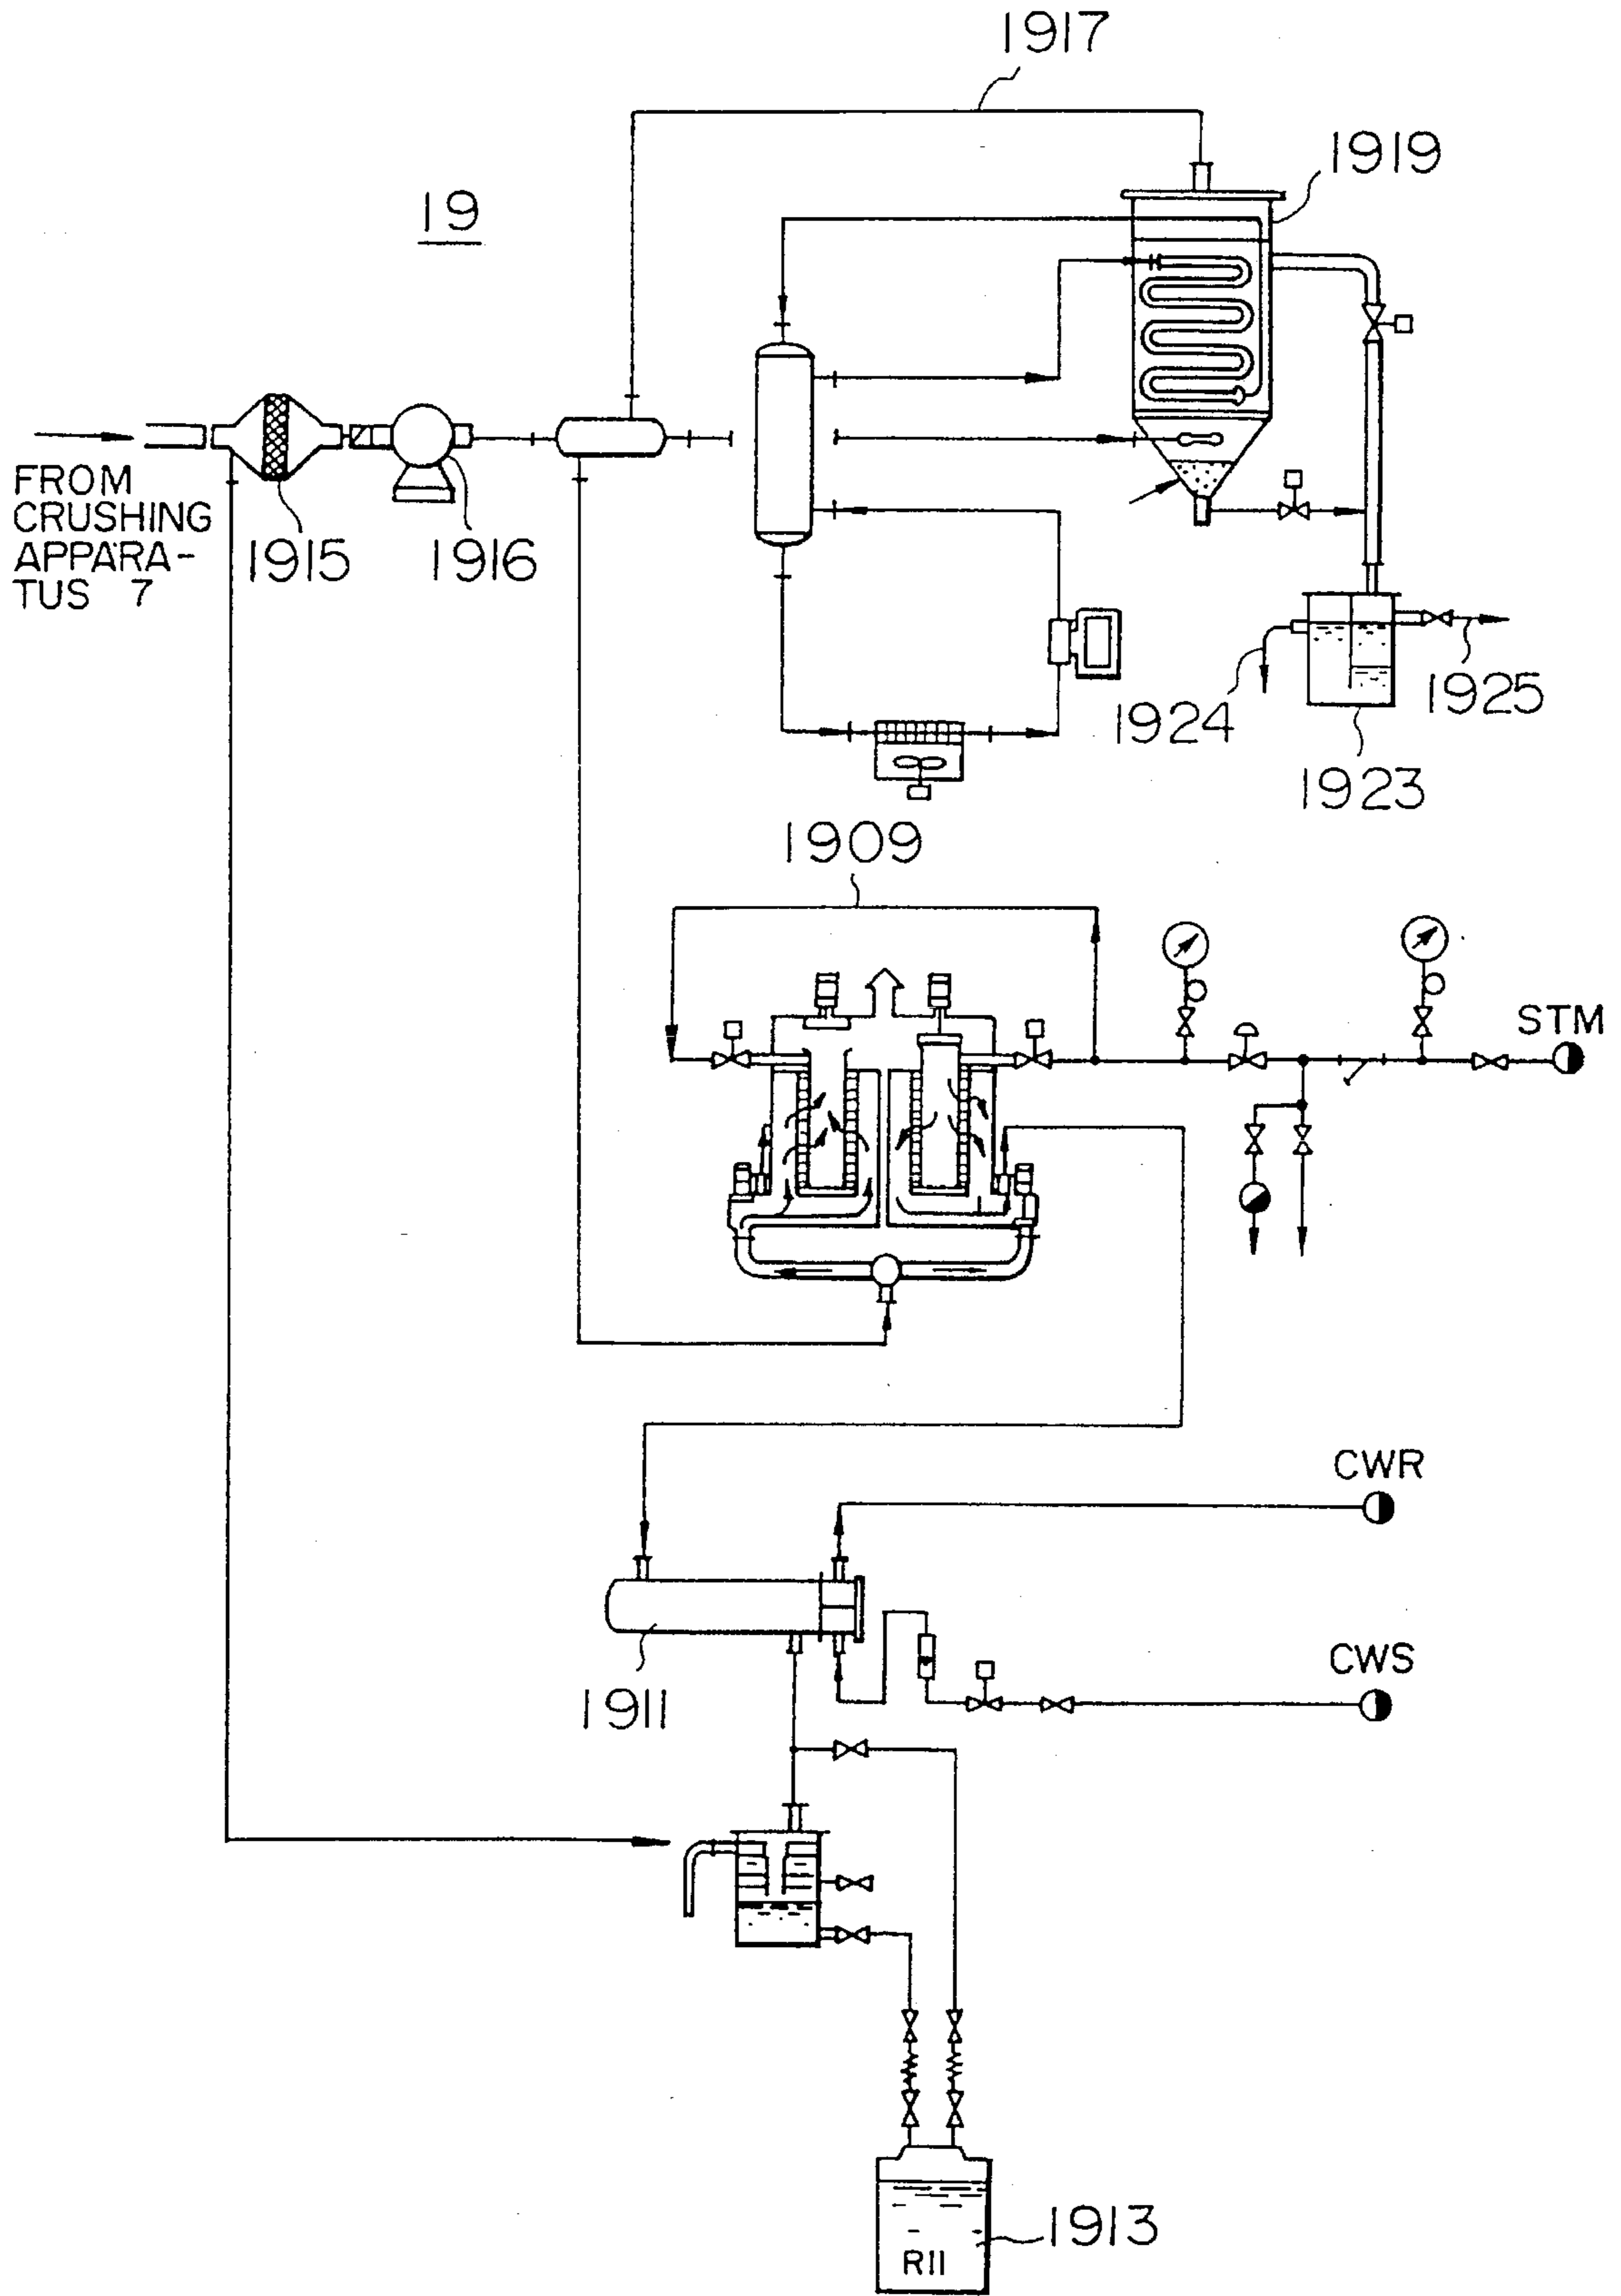 1917
1919
19
FROM
CRUSHING
APPARA-
TUS 7
1915
1916
1924
1925
1923
1909
STM
CWR
CWS
1911
1913
R11